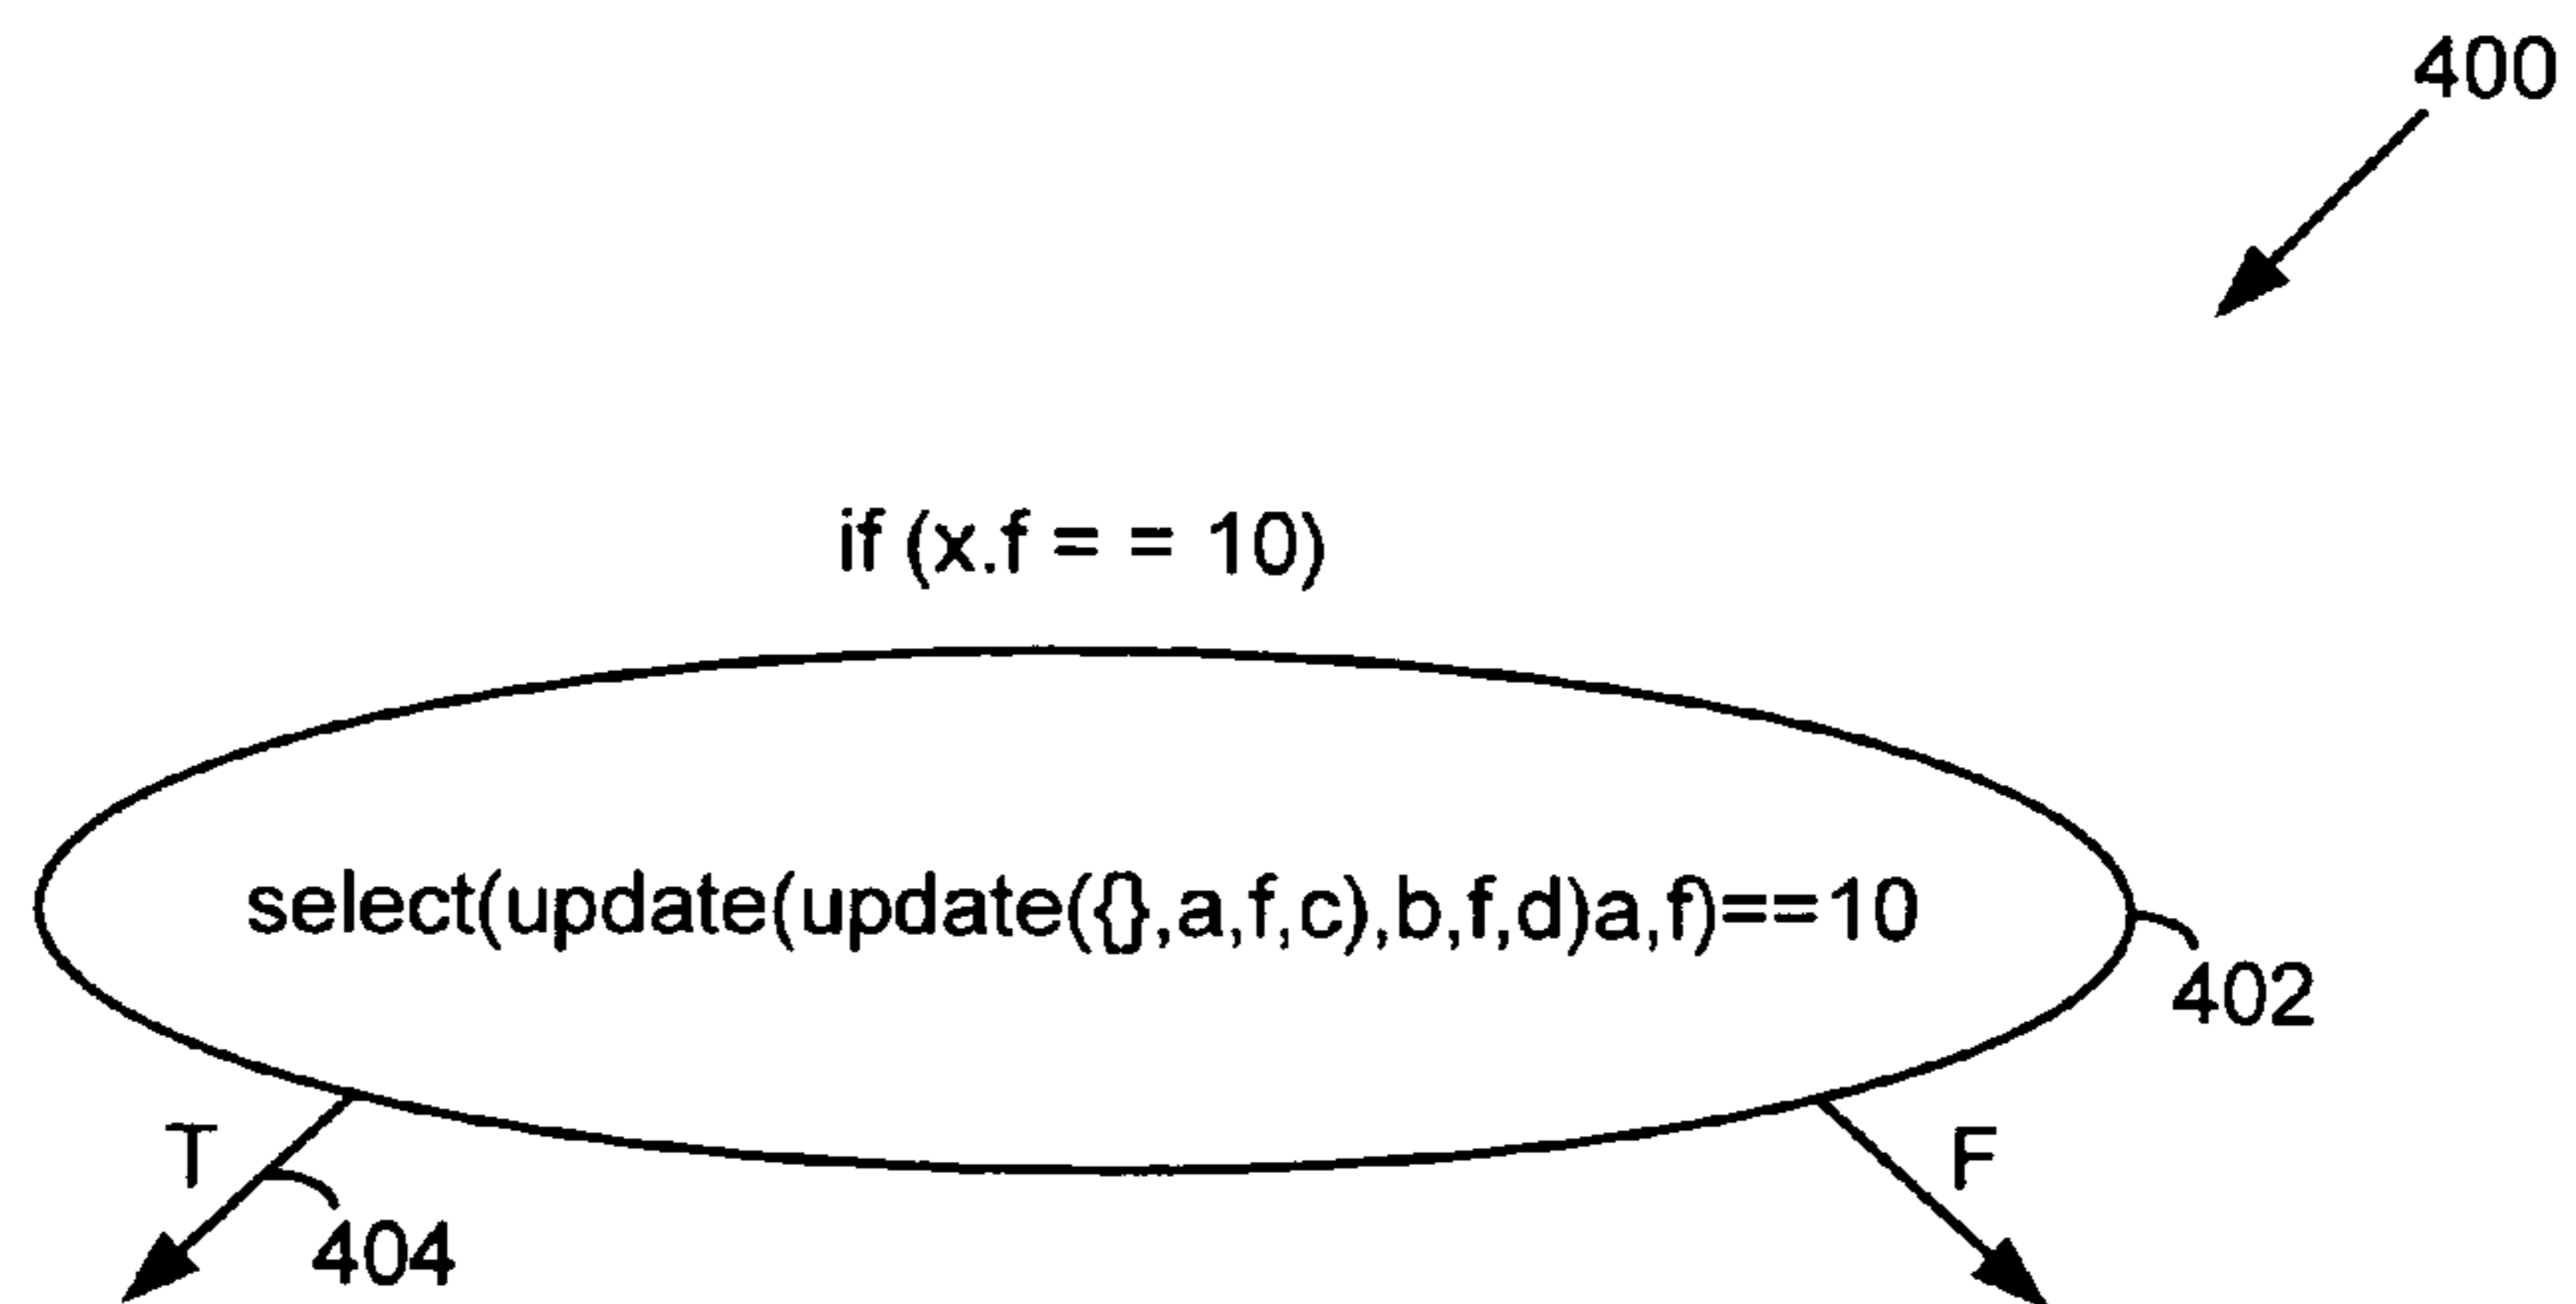 400
if (x.f = = 10)
select(update(update({},a,f,c),b,f,d)a,f)==10
402
T
F
404